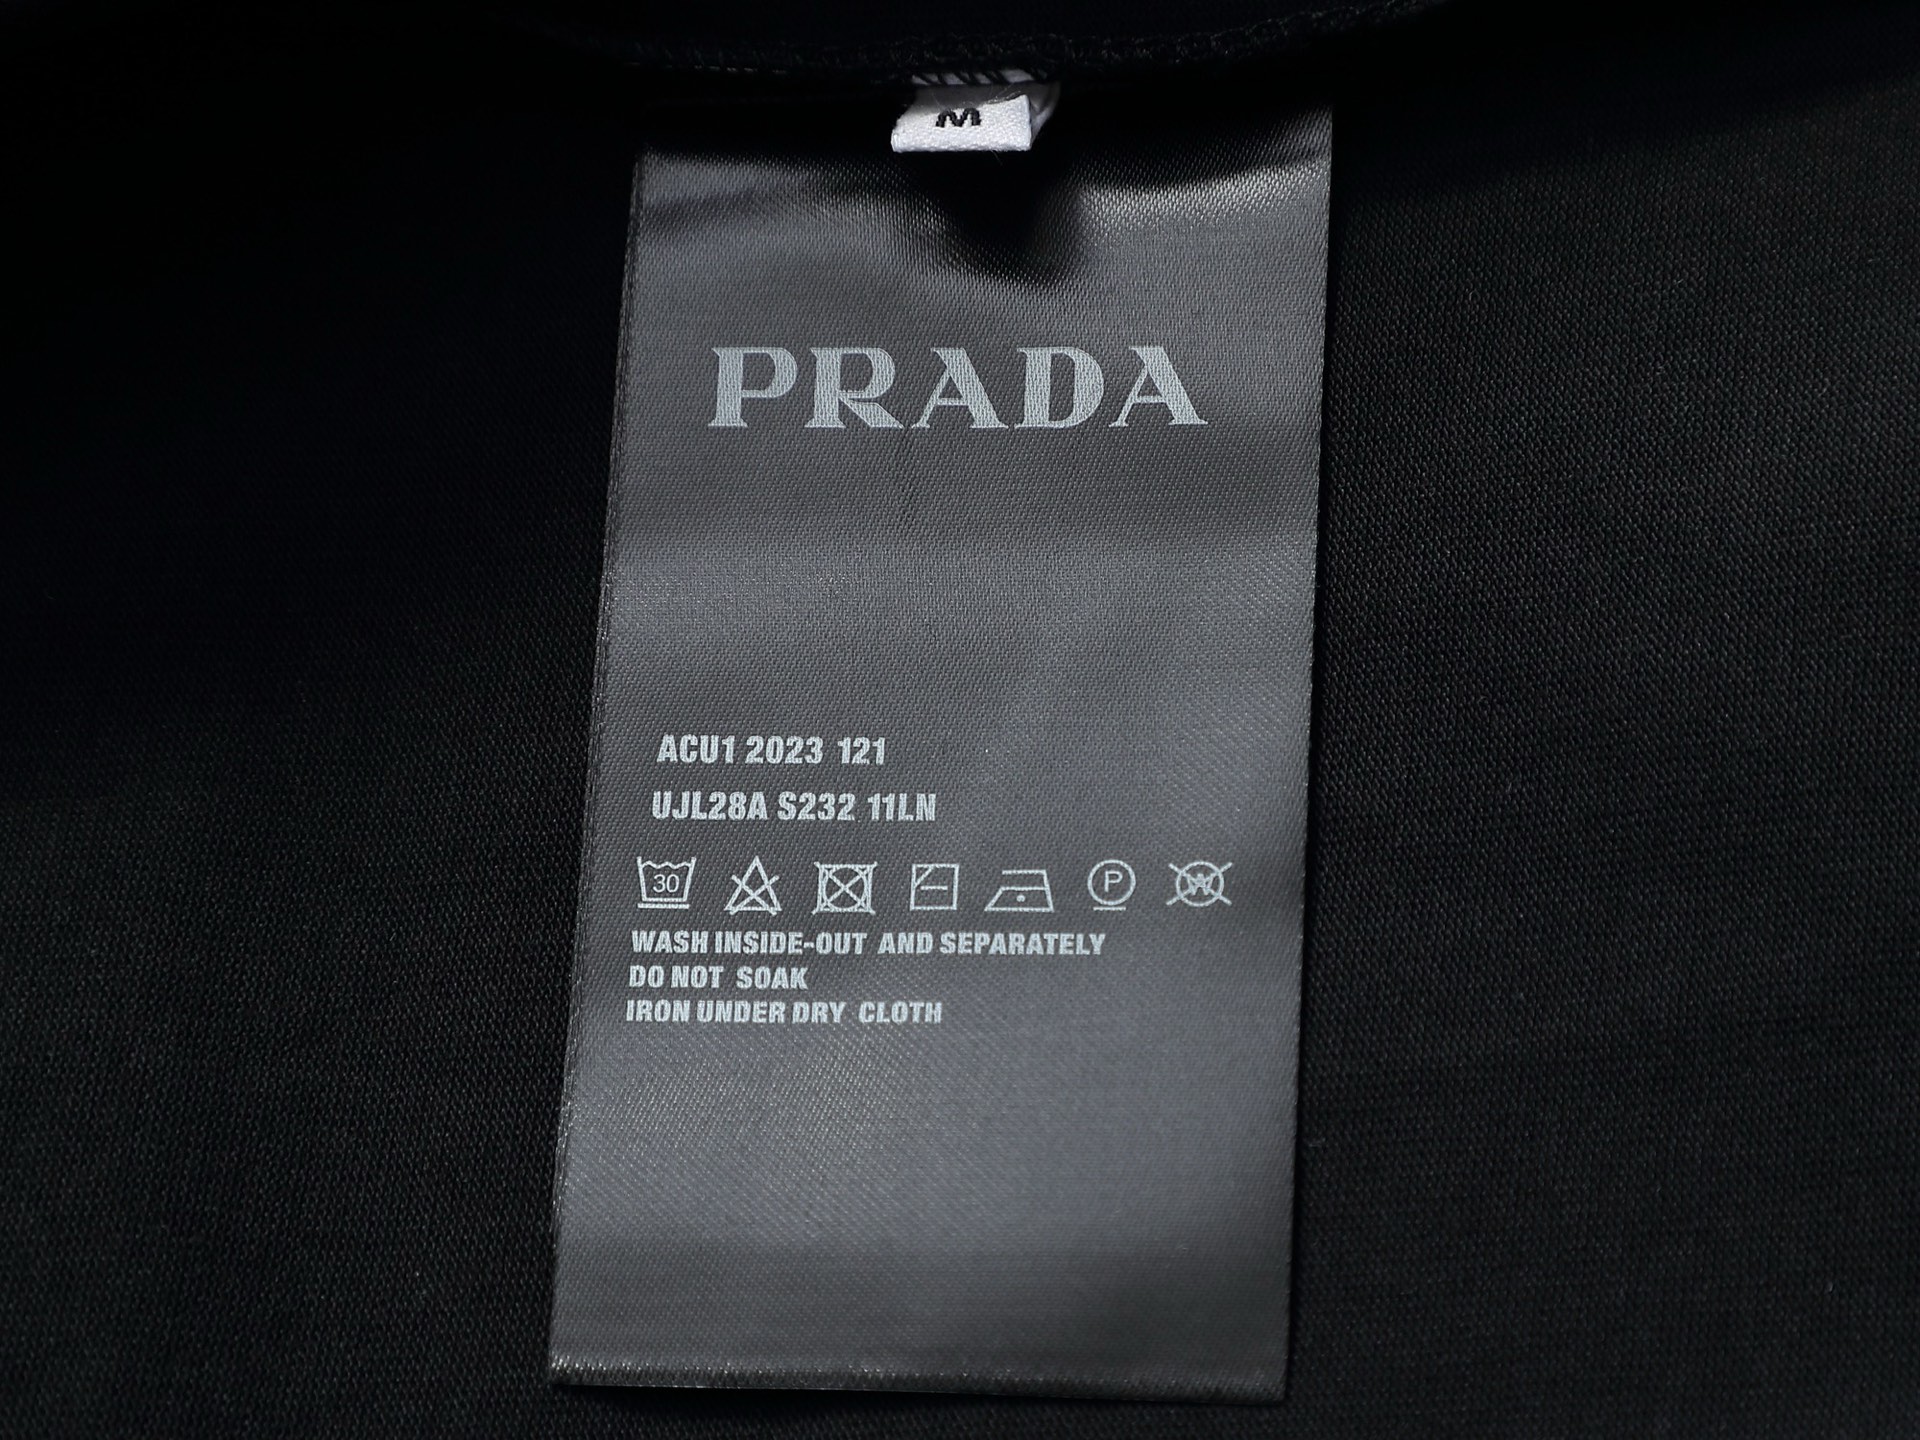 M
PRADA
ACU1 2023 121
UJL28A S232 11LN
30 P W
WASH INSIDE-OUT AND SEPARATELY
DO NOT SOAK
IRON UNDER DRY CLOTH